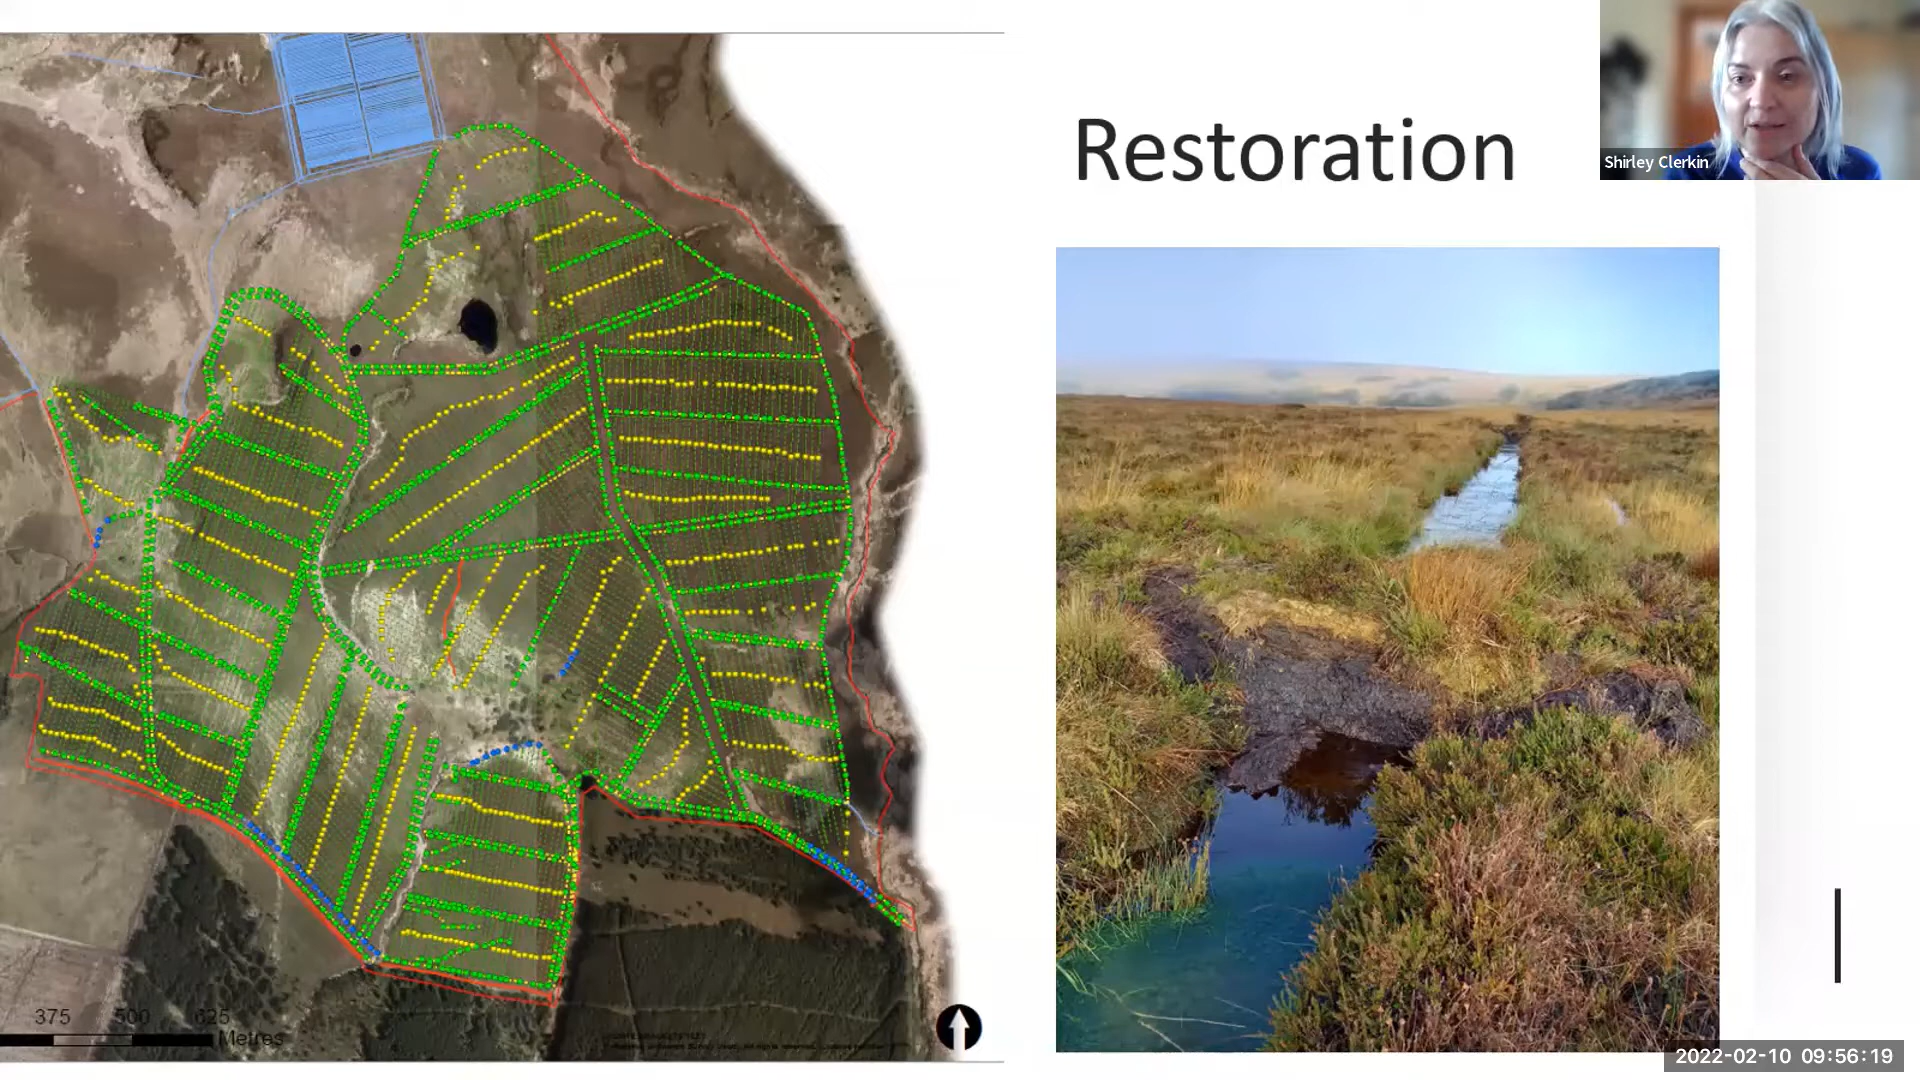 Restoration
Shirley Clerkin
375 500 625
Metres
2022-02-10 09:56:19